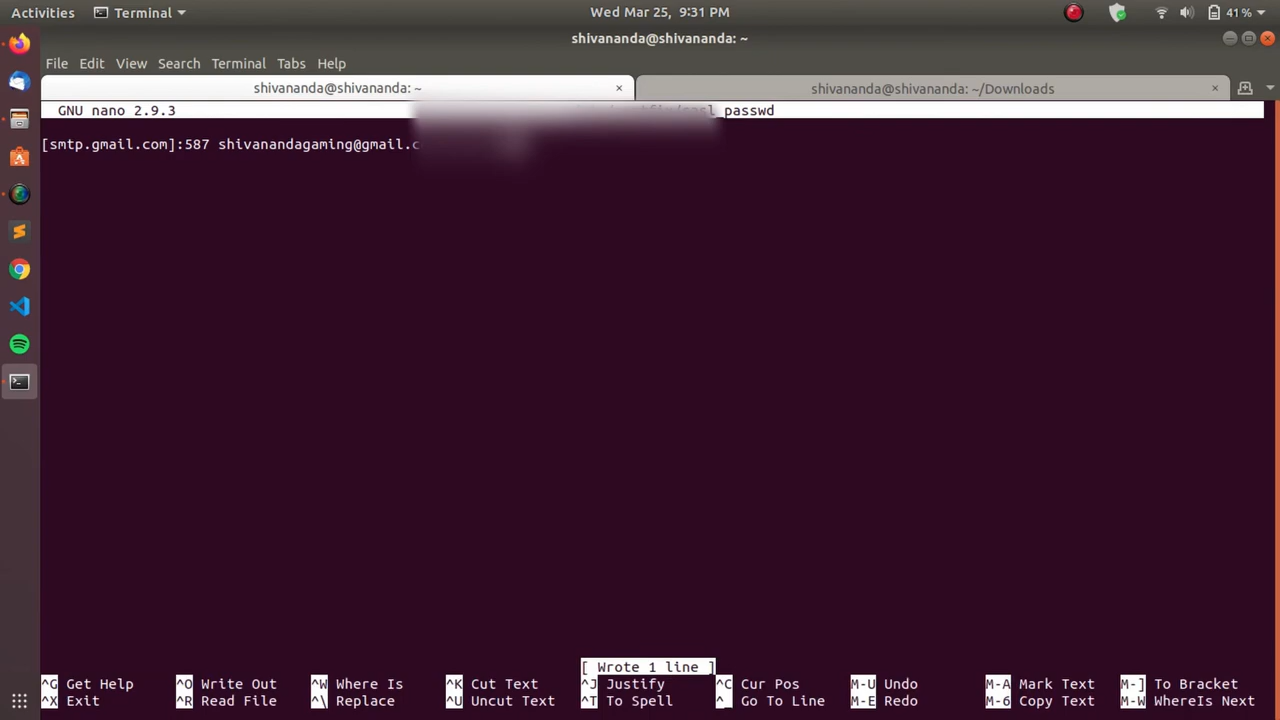 Activities Terminal Wed Mar 25, 9:31 PM 41%
shivananda@shivananda: ~
File Edit View Search Terminal Tabs Help
shivananda@shivananda: ~ × shivananda@shivananda: ~/Downloads ×
GNU nano 2.9.3 passwd
[smtp.gmail.com]:587 shivanandagaming@gmail.c
[ Wrote 1 line ]
^G Get Help ^O Write Out ^W Where Is ^K Cut Text ^J Justify ^C Cur Pos M-U Undo M-A Mark Text M-] To Bracket
^X Exit ^R Read File ^\ Replace ^U Uncut Text ^T To Spell ^_ Go To Line M-E Redo M-6 Copy Text M-W WhereIs Next